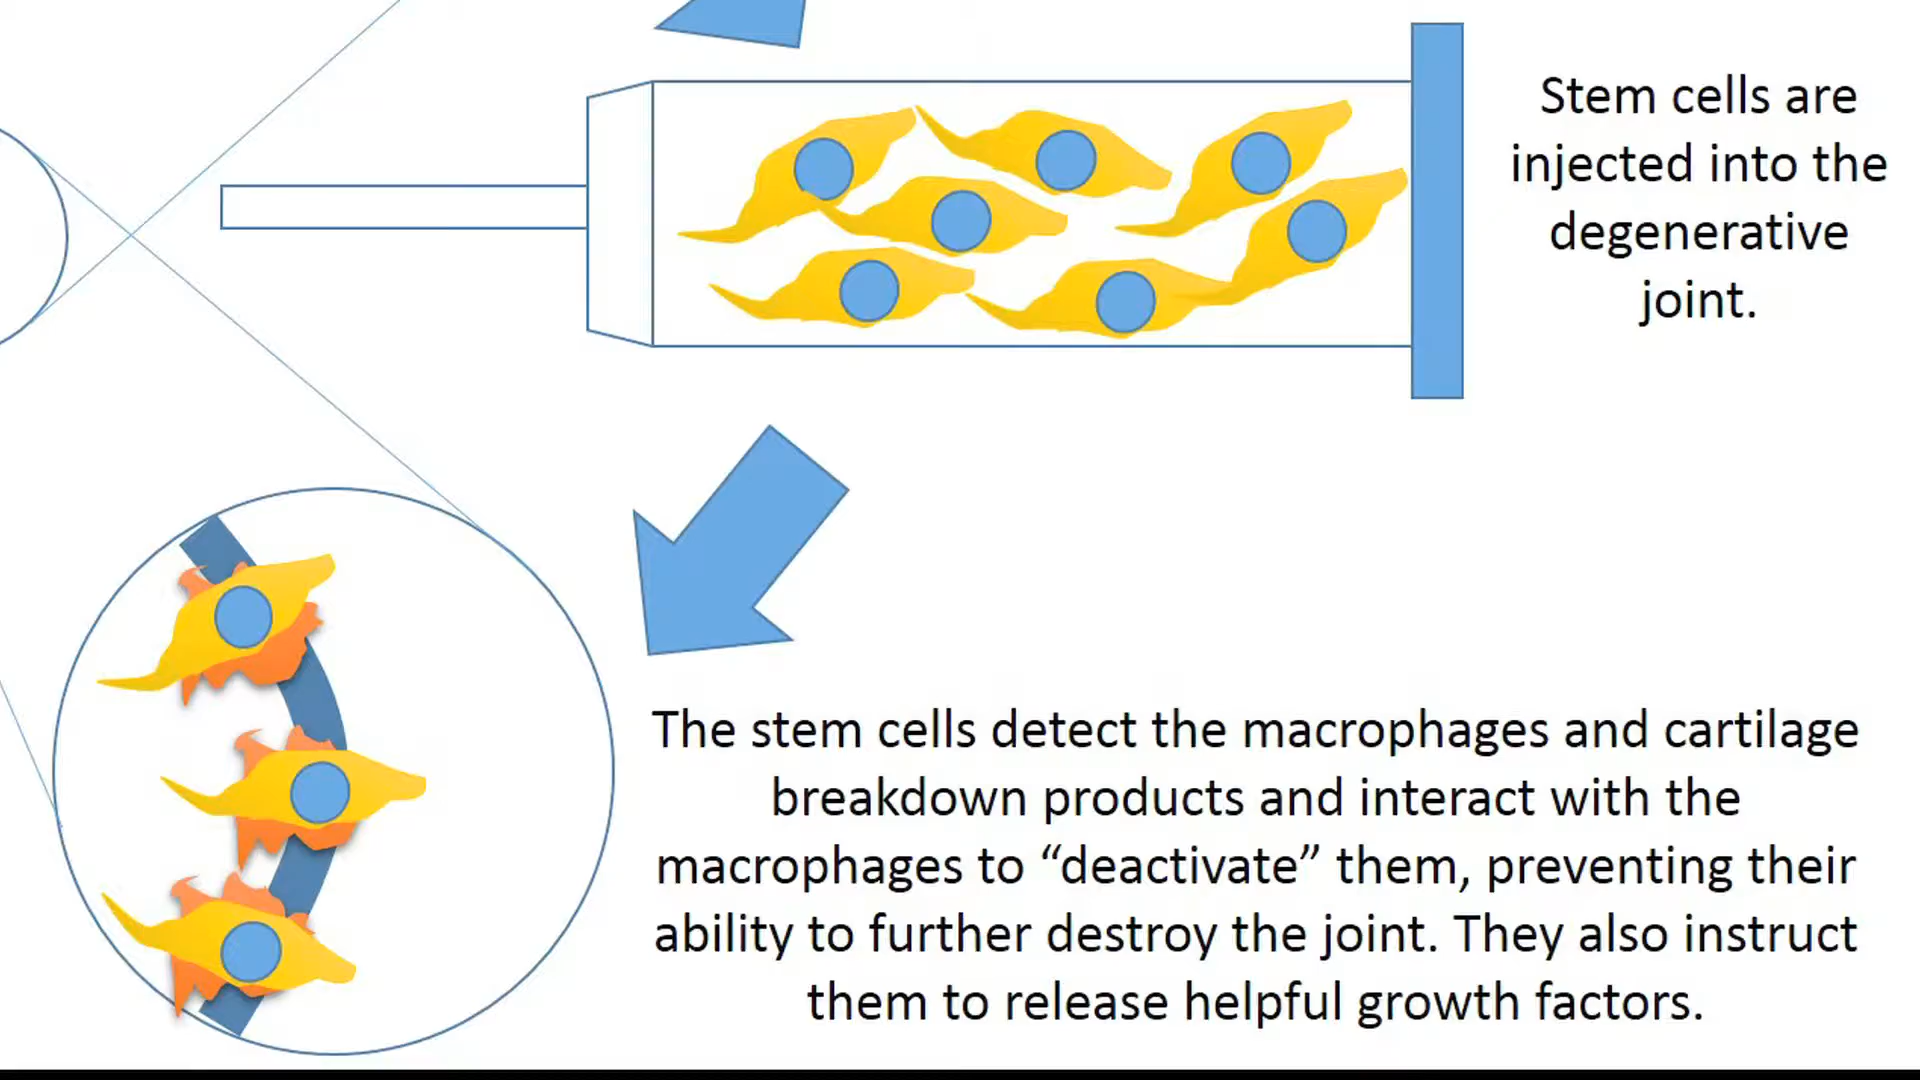 Stem cells are
injected into the
degenerative
joint.
The stem cells detect the macrophages and cartilage
breakdown products and interact with the
macrophages to “deactivate” them, preventing their
ability to further destroy the joint. They also instruct
them to release helpful growth factors.